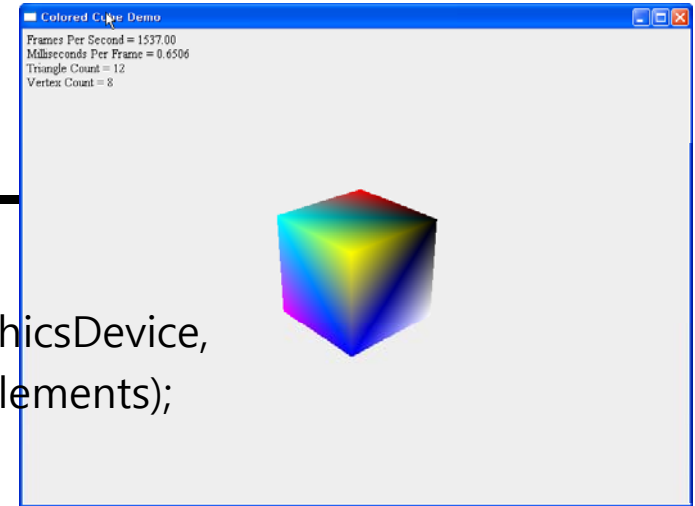 Colored Cube Demo
Frames Per Second = 1537.00
Milliseconds Per Frame = 0.6506
Triangle Count = 12
Vertex Count = 8
hicsDevice,
lements);